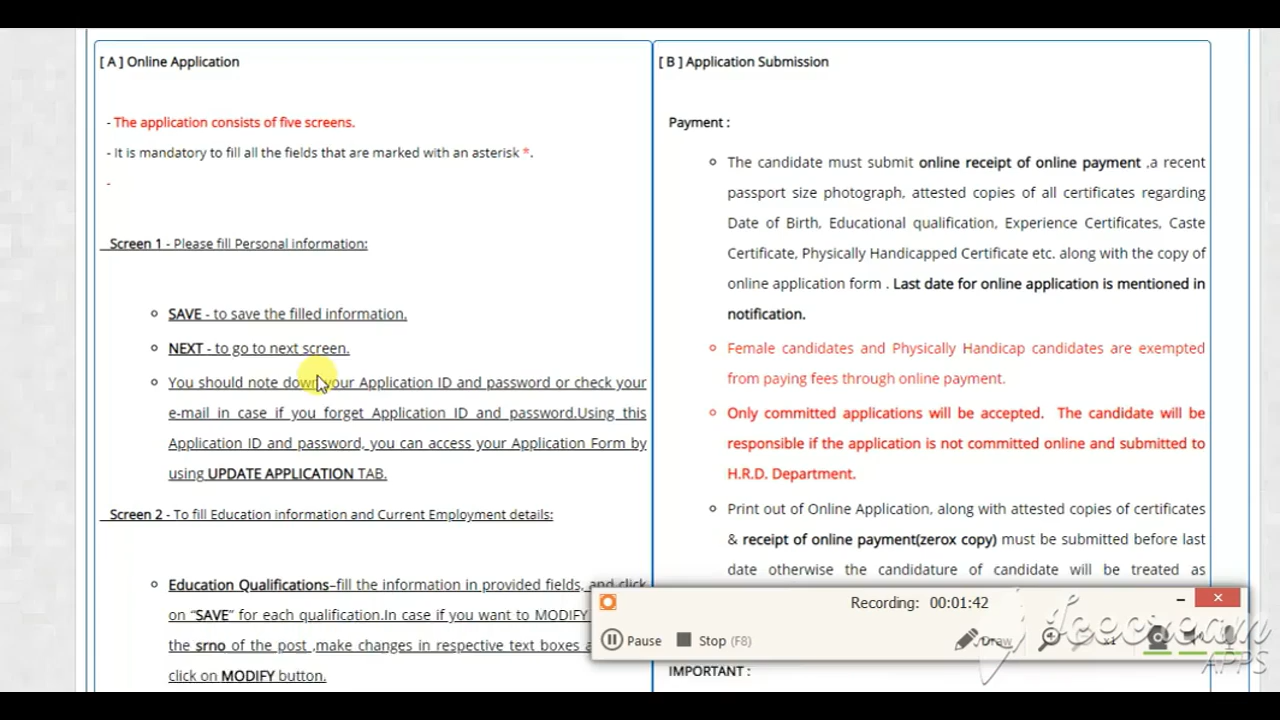 [ A ] Online Application
- The application consists of five screens.
- It is mandatory to fill all the fields that are marked with an asterisk *.
-
Screen 1 - Please fill Personal information:
SAVE - to save the filled information.
NEXT - to go to next screen.
You should note down your Application ID and password or check your
e-mail in case if you forget Application ID and password.Using this
Application ID and password, you can access your Application Form by
using UPDATE APPLICATION TAB.
Screen 2 - To fill Education information and Current Employment details:
Education Qualifications–fill the information in provided fields, and click
on “SAVE” for each qualification.In case if you want to MODIFY
the srno of the post ,make changes in respective text boxes
click on MODIFY button.
[ B ] Application Submission
Payment :
The candidate must submit online receipt of online payment ,a recent
passport size photograph, attested copies of all certificates regarding
Date of Birth, Educational qualification, Experience Certificates, Caste
Certificate, Physically Handicapped Certificate etc. along with the copy of
online application form . Last date for online application is mentioned in
notification.
Female candidates and Physically Handicap candidates are exempted
from paying fees through online payment.
Only committed applications will be accepted. The candidate will be
responsible if the application is not committed online and submitted to
H.R.D. Department.
Print out of Online Application, along with attested copies of certificates
& receipt of online payment(zerox copy) must be submitted before last
date otherwise the candidature of candidate will be treated as
IMPORTANT :
Recording: 00:01:42
Pause Stop (F8) Draw x1
Icecream
APPS